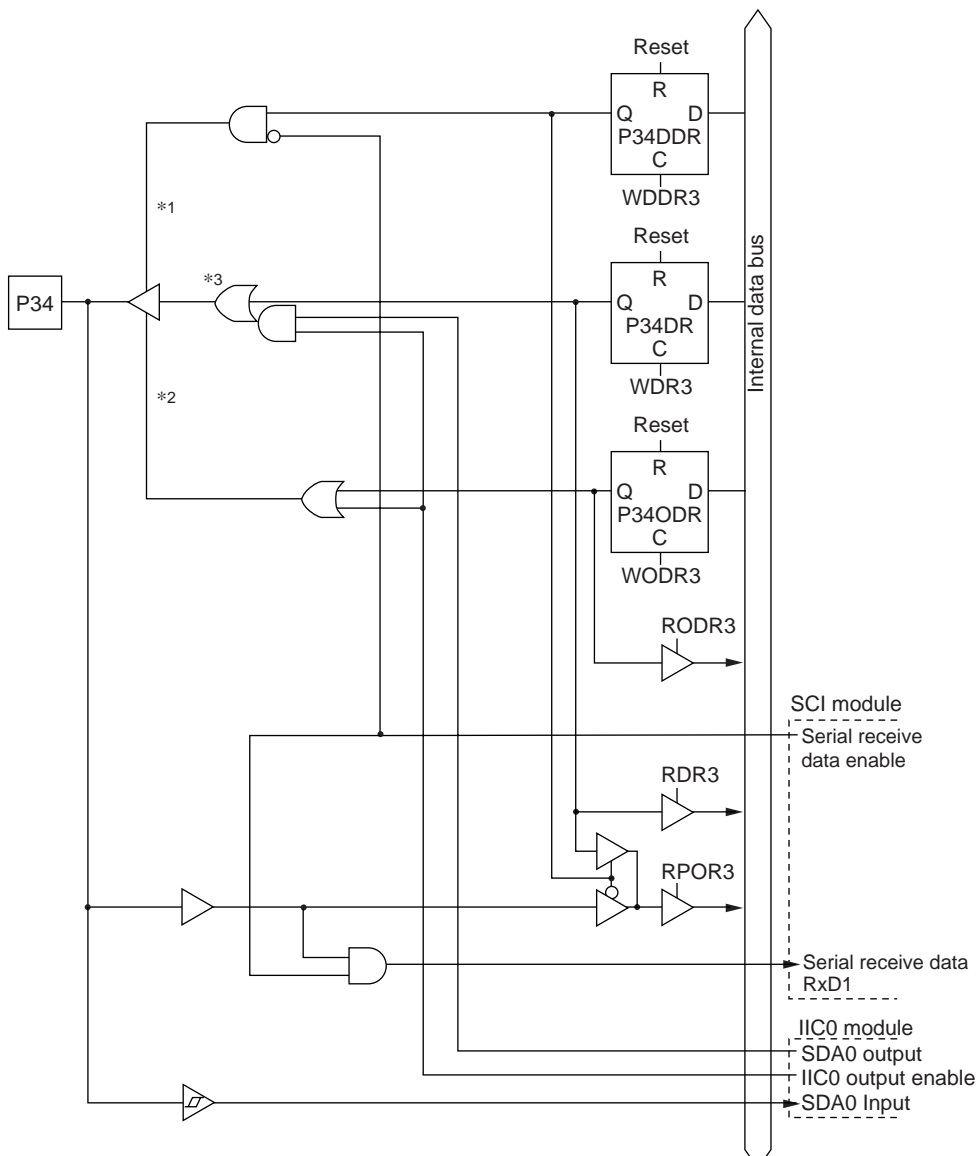 Reset
R
Q D
P34DDR
C
WDDR3
*1
Reset
R
P34
*3
Q D
P34DR
C
WDR3
*2
Reset
R
Q D
P34ODR
C
WODR3
Internal data bus
RODR3
SCI module
Serial receive
data enable
RDR3
RPOR3
Serial receive data
RxD1
IIC0 module
SDA0 output
IIC0 output enable
SDA0 Input